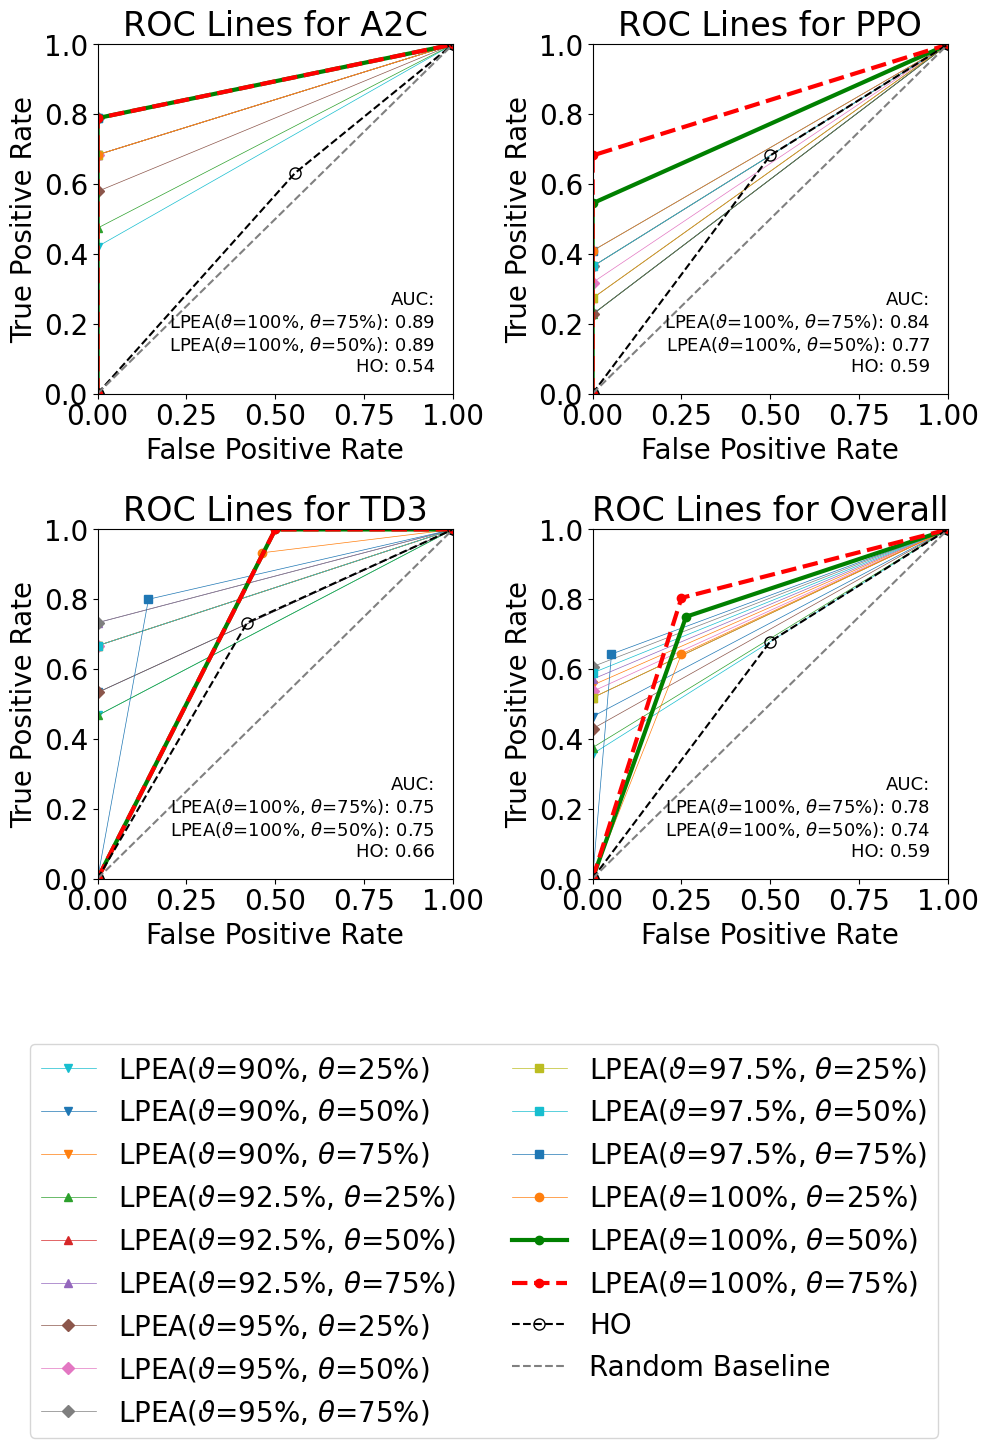 ROC Lines for A2C
True Positive Rate
1.0
0.8
0.6
0.4
0.2
0.0
AUC:
LPEA(ϑ=100%, θ=75%): 0.89
LPEA(ϑ=100%, θ=50%): 0.89
HO: 0.54
0.00 0.25 0.50 0.75 1.00
False Positive Rate
ROC Lines for PPO
True Positive Rate
1.0
0.8
0.6
0.4
0.2
0.0
AUC:
LPEA(ϑ=100%, θ=75%): 0.84
LPEA(ϑ=100%, θ=50%): 0.77
HO: 0.59
0.00 0.25 0.50 0.75 1.00
False Positive Rate
ROC Lines for TD3
True Positive Rate
1.0
0.8
0.6
0.4
0.2
0.0
AUC:
LPEA(ϑ=100%, θ=75%): 0.75
LPEA(ϑ=100%, θ=50%): 0.75
HO: 0.66
0.00 0.25 0.50 0.75 1.00
False Positive Rate
ROC Lines for Overall
True Positive Rate
1.0
0.8
0.6
0.4
0.2
0.0
AUC:
LPEA(ϑ=100%, θ=75%): 0.78
LPEA(ϑ=100%, θ=50%): 0.74
HO: 0.59
0.00 0.25 0.50 0.75 1.00
False Positive Rate
LPEA(ϑ=90%, θ=25%)
LPEA(ϑ=90%, θ=50%)
LPEA(ϑ=90%, θ=75%)
LPEA(ϑ=92.5%, θ=25%)
LPEA(ϑ=92.5%, θ=50%)
LPEA(ϑ=92.5%, θ=75%)
LPEA(ϑ=95%, θ=25%)
LPEA(ϑ=95%, θ=50%)
LPEA(ϑ=95%, θ=75%)
LPEA(ϑ=97.5%, θ=25%)
LPEA(ϑ=97.5%, θ=50%)
LPEA(ϑ=97.5%, θ=75%)
LPEA(ϑ=100%, θ=25%)
LPEA(ϑ=100%, θ=50%)
LPEA(ϑ=100%, θ=75%)
HO
Random Baseline